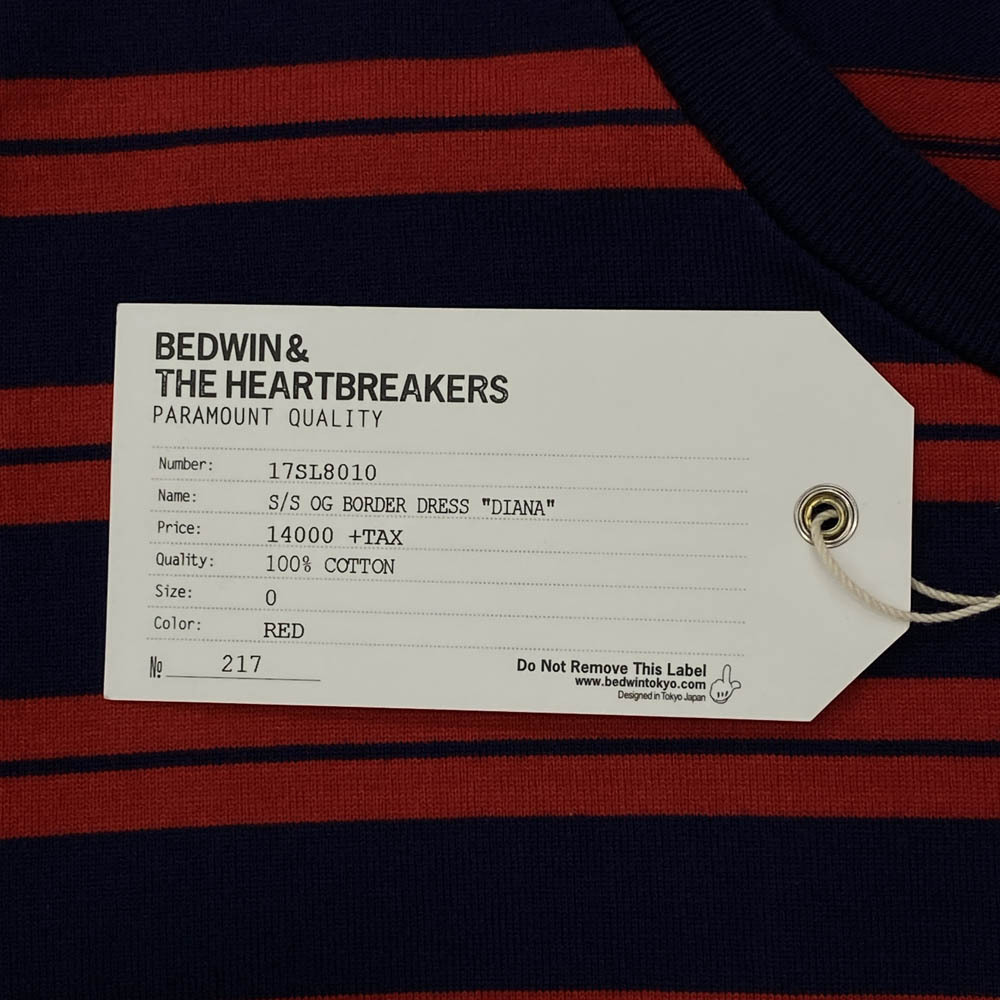 BEDWIN &
THE HEARTBREAKERS
PARAMOUNT QUALITY
Number: 17SL8010
Name: S/S OG BORDER DRESS "DIANA"
Price: 14000 +TAX
Quality: 100% COTTON
Size: 0
Color: RED
№ 217
Do Not Remove This Label
www.bedwintokyo.com
Designed in Tokyo Japan